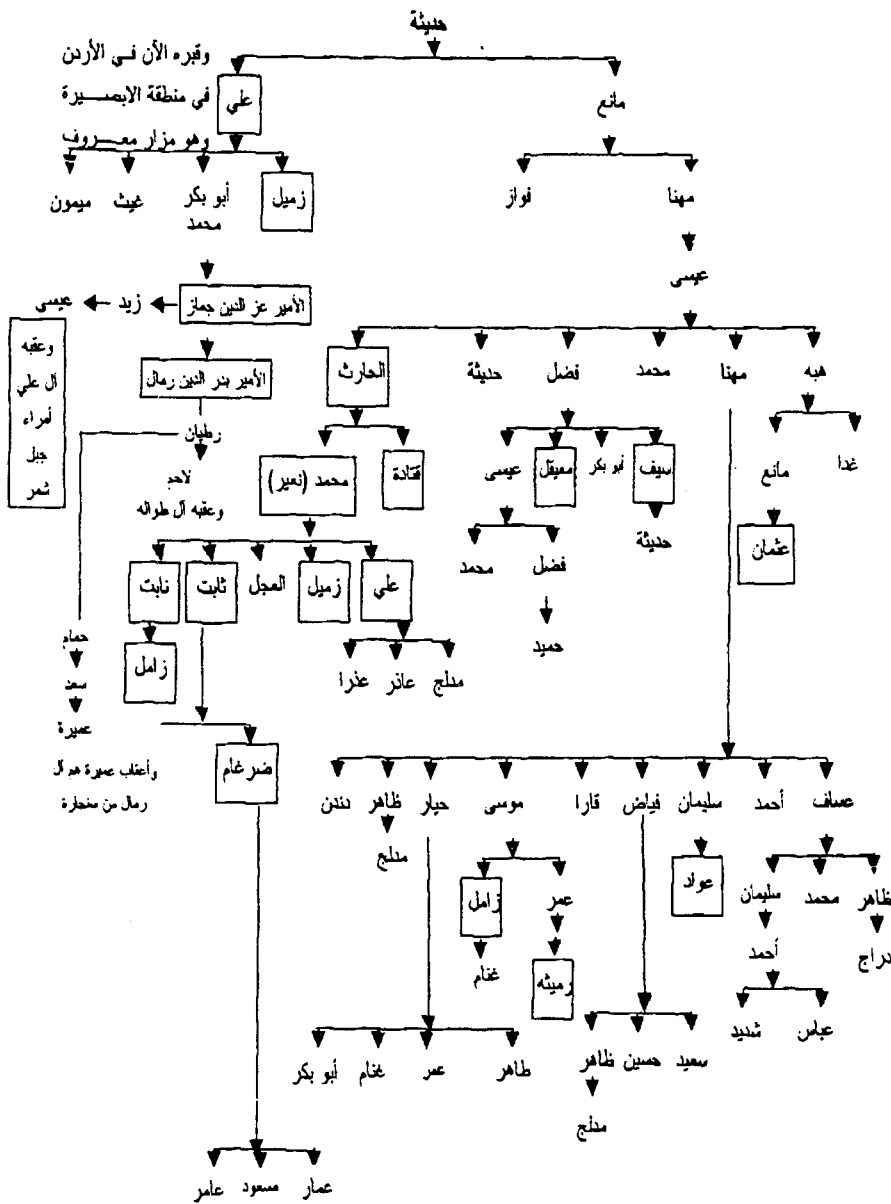 حديثة
وقبره الآن في الأردن
في منطقة الابصيرة
وهو مزار معروف
علي
مانع
زميل
أبو بكر
محمد
غيث
ميمون
مهنا
فواز
عيسى
الأمير عز الدين جماز
زيد
عيسى
وعقبه
آل علي
أمراء
جبل
شمر
الأمير بدر الدين رمال
هبه
مهنا
محمد
فضل
حديثة
الحارث
رطيان
لاحم
وعقبه آل طواله
غدا
مانع
سيف
أبو بكر
معيقل
عيسى
قتادة
محمد (نعير)
عثمان
حديثة
فضل
محمد
حميد
علي
زميل
العجل
ثابت
نابت
زامل
مدلج
عاذر
عذرا
حمام
سعد
عميرة
وأعقاب عميرة هم آل
رمال من سنجارة
ضرغام
عساف
أحمد
سليمان
فياض
قارا
موسى
حيار
ظاهر
دندن
مدلج
عواد
ظاهر
محمد
سليمان
دراج
أحمد
عباس
شديد
عمر
زامل
رميثه
غنام
سعيد
حسين
ظاهر
مدلج
طاهر
عمر
غنام
أبو بكر
عمار
مسعود
عامر